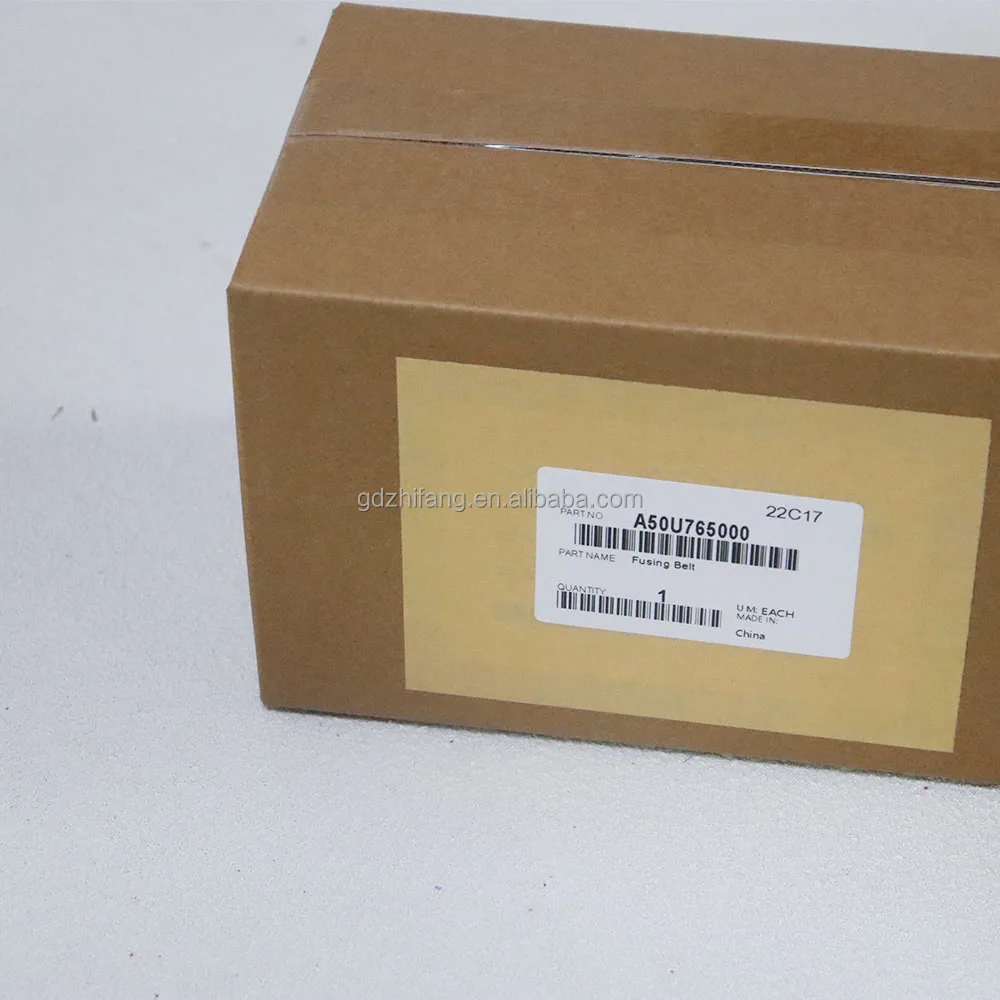 gdzhifang.en.alibaba.com
22C17
PART NO A50U765000
PART NAME Fusing Belt
QUANTITY 1
U M: EACH
MADE IN:
China